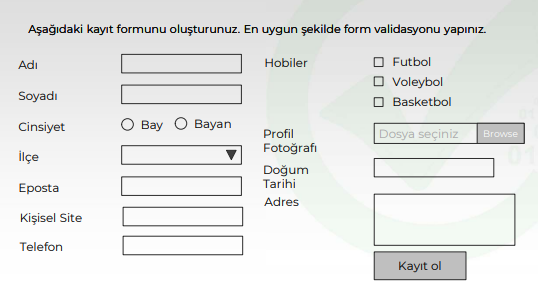 Aşağıdaki kayıt formunu oluşturunuz. En uygun şekilde form validasyonu yapınız.
Adı
Soyadı
Cinsiyet
Bay
Bayan
İlçe
Eposta
Kişisel Site
Telefon
Hobiler
Futbol
Voleybol
Basketbol
Profil
Fotoğrafı
Dosya seçiniz
Browse
Doğum
Tarihi
Adres
Kayıt ol